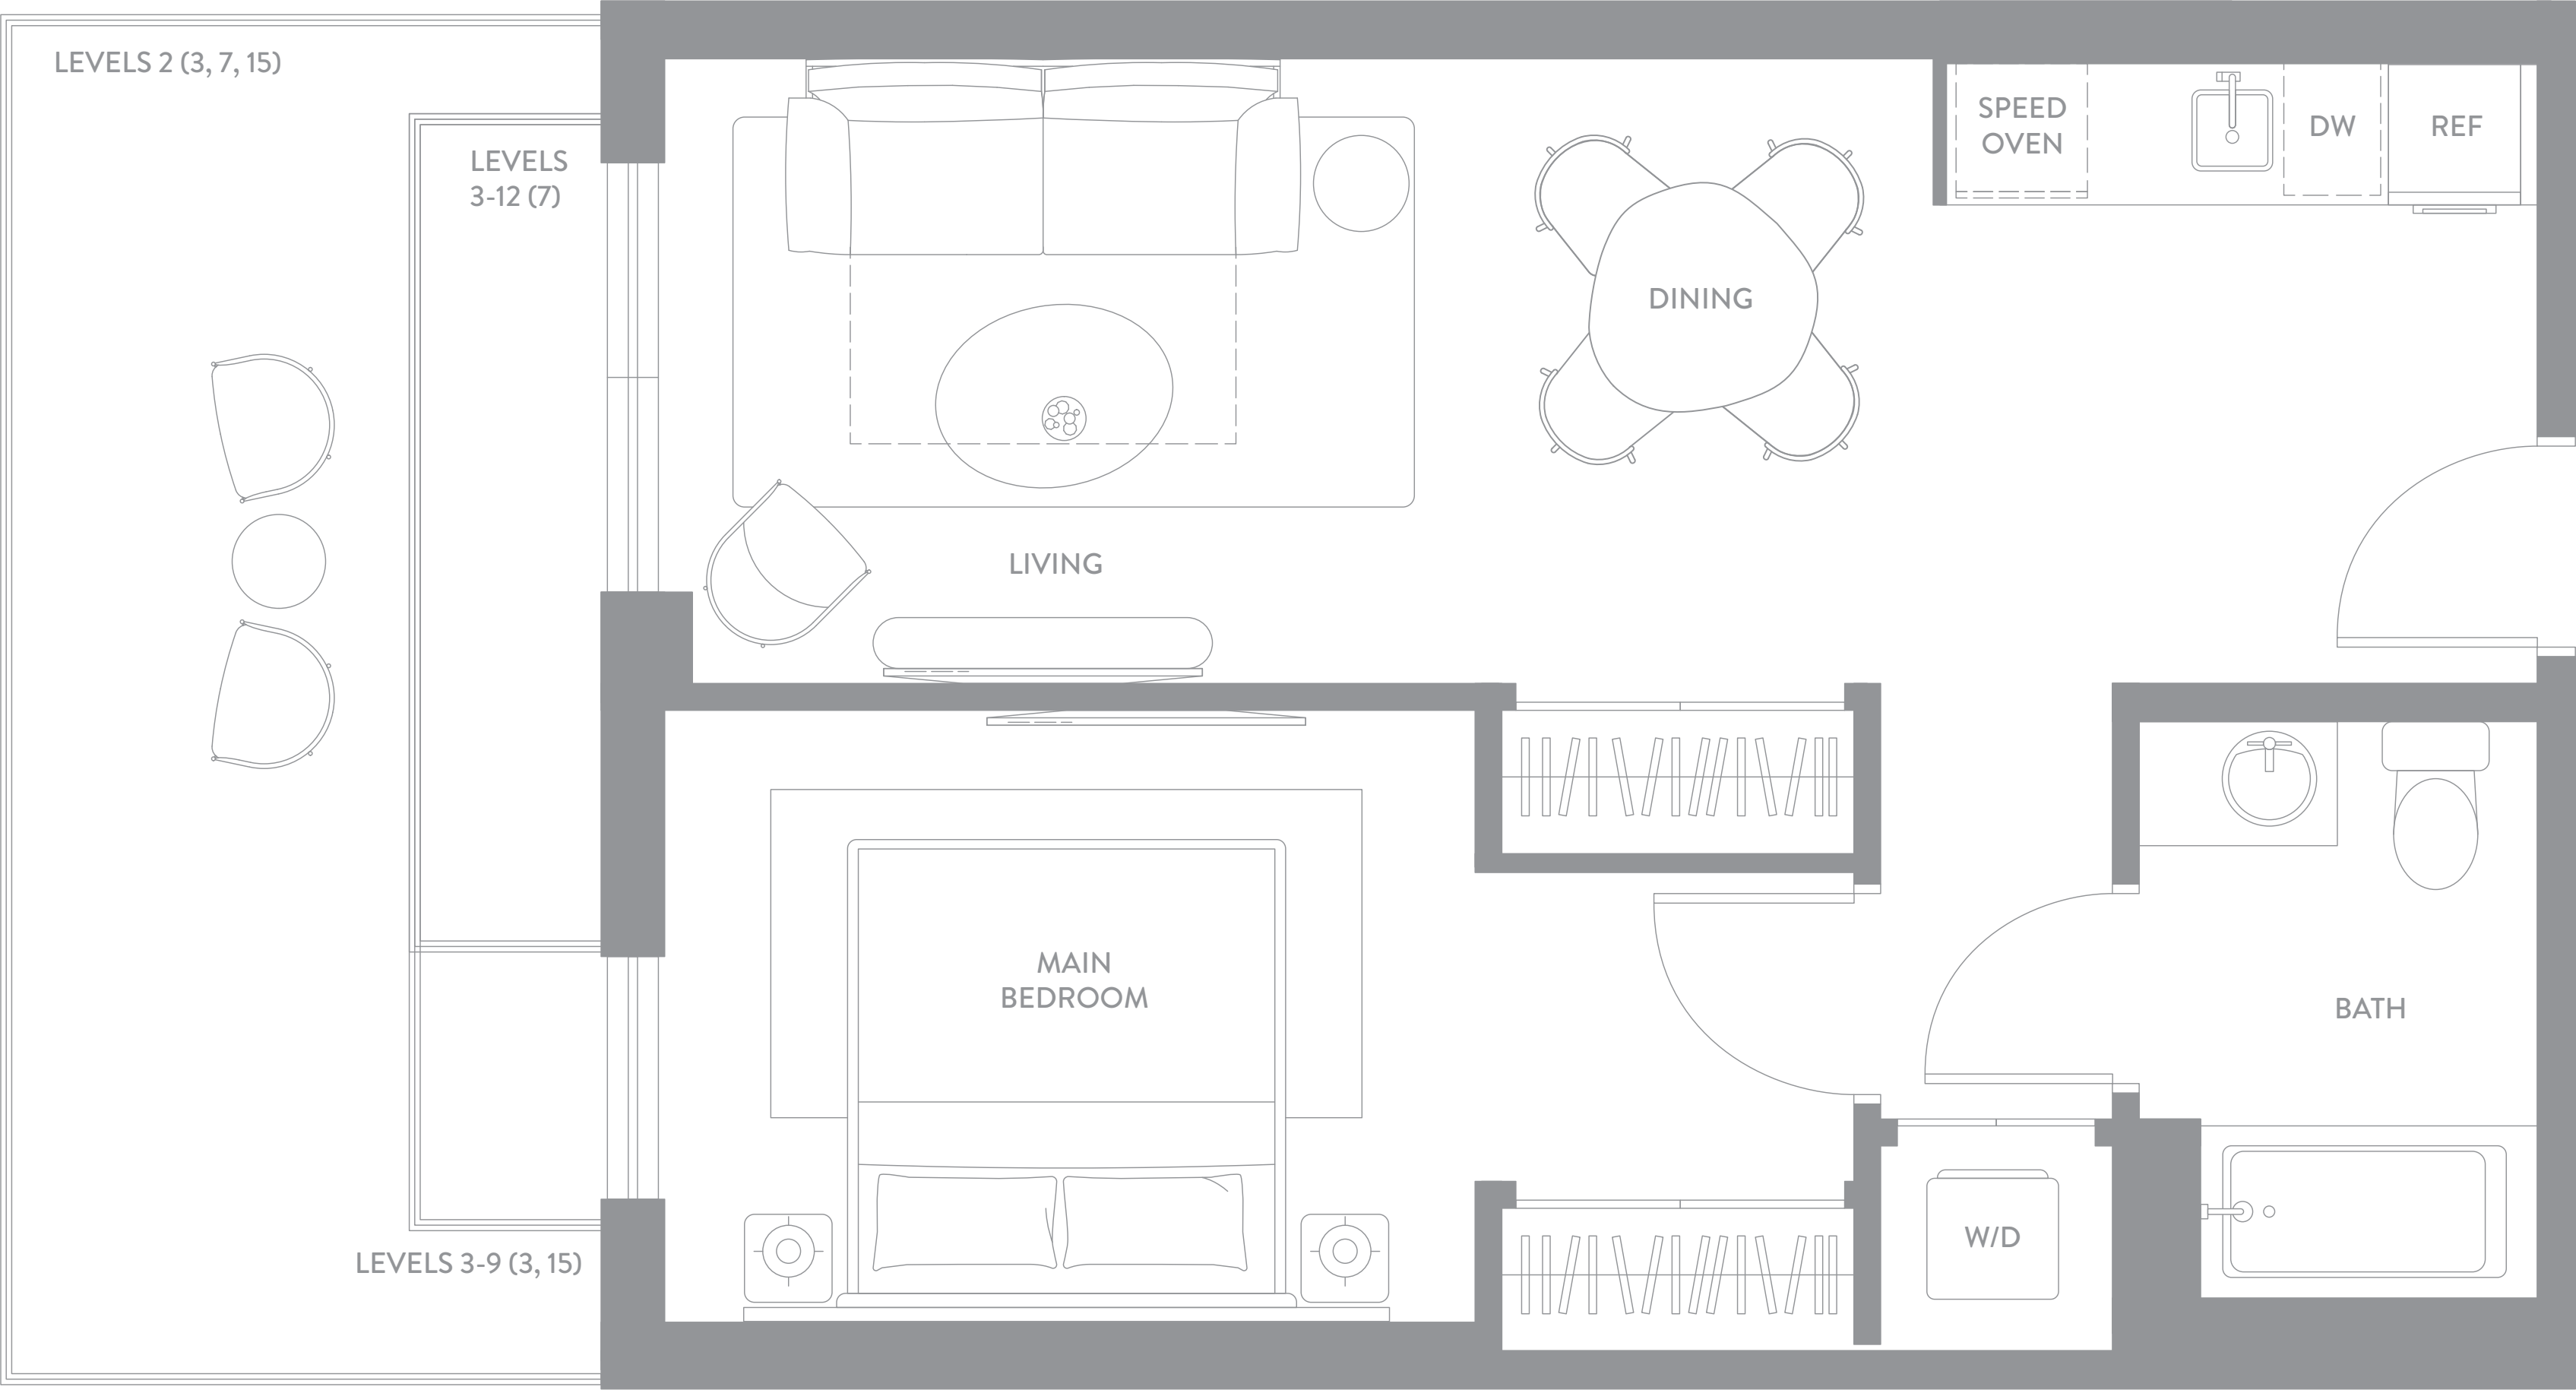 LEVELS 2 (3, 7, 15)
LEVELS
3-12 (7)
SPEED
OVEN
DW
REF
DINING
LIVING
MAIN
BEDROOM
BATH
W/D
LEVELS 3-9 (3, 15)